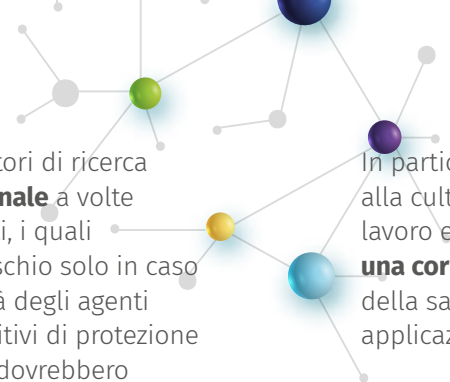 tori di ricerca
nale a volte
i, i quali
schio solo in caso
à degli agenti
itivi di protezione
dovrebbero
In partic
alla cult
lavoro e
una cor
della sa
applicaz